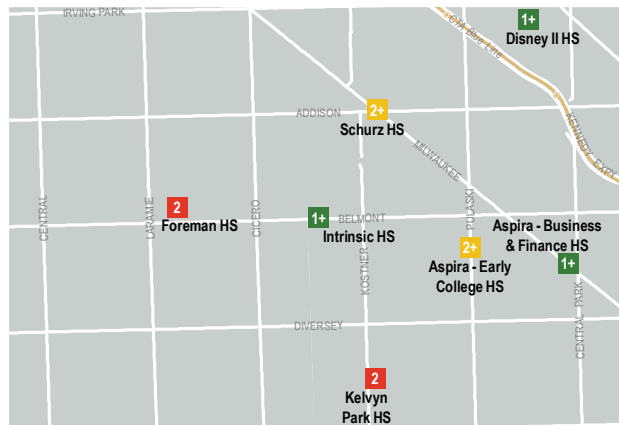 IRVING PARK
CTA Blue Line
1+
Disney II HS
KENNEDY EXPY
ADDISON
2+
Schurz HS
MILWAUKEE
CENTRAL
LARAMIE
2
Foreman HS
CICERO
1+
BELMONT
Intrinsic HS
KOSTNER
PULASKI
2+
Aspira - Early
College HS
Aspira - Business
& Finance HS
1+
CENTRAL PARK
DIVERSEY
2
Kelvyn
Park HS